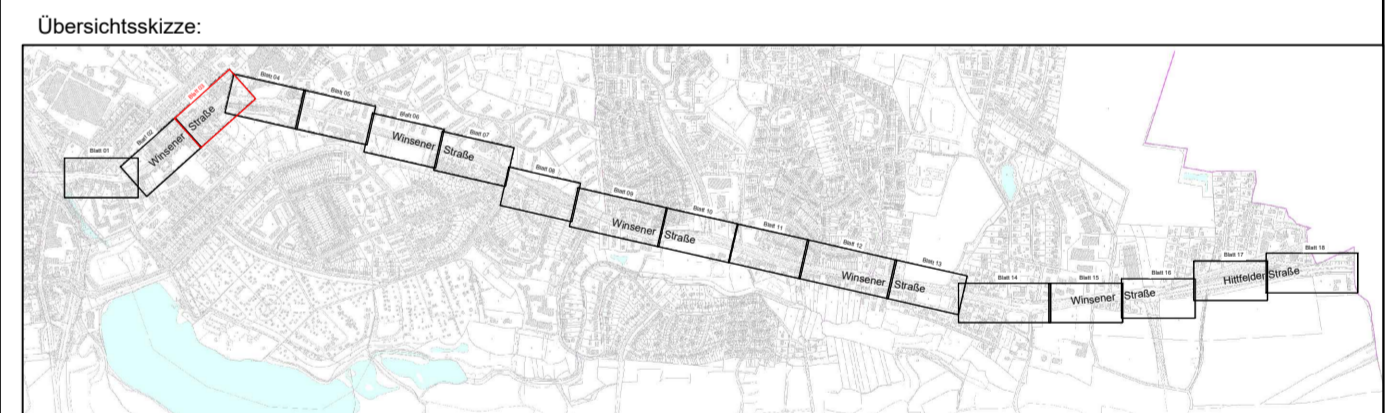 Übersichtsskizze:
Blatt 01
Blatt 02
Blatt 03
Blatt 04
Blatt 05
Blatt 06
Blatt 07
Blatt 08
Blatt 09
Blatt 10
Blatt 11
Blatt 12
Blatt 13
Blatt 14
Blatt 15
Blatt 16
Blatt 17
Blatt 18
Winsener Straße
Winsener Straße
Winsener Straße
Winsener Straße
Winsener Straße
Hittfelder Straße